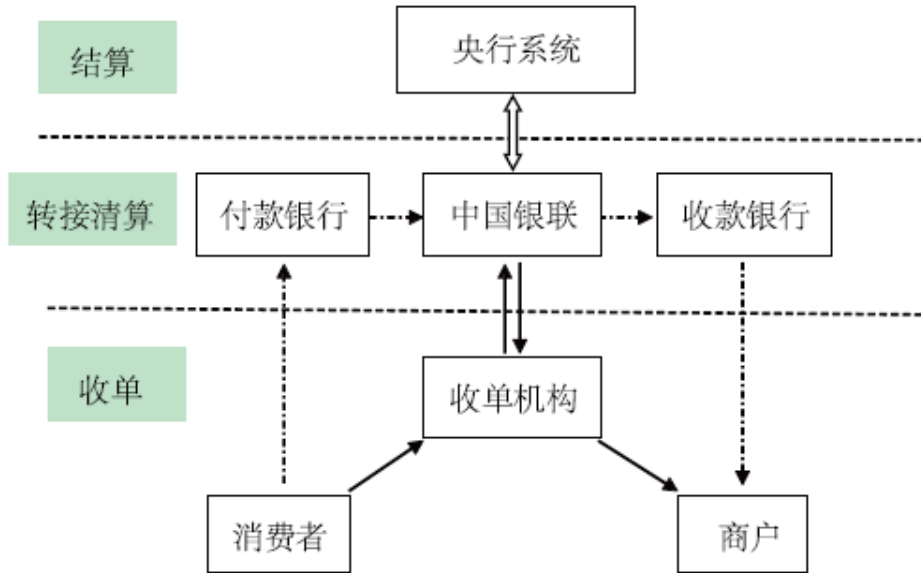 结算
央行系统
转接清算
付款银行
中国银联
收款银行
收单
收单机构
消费者
商户